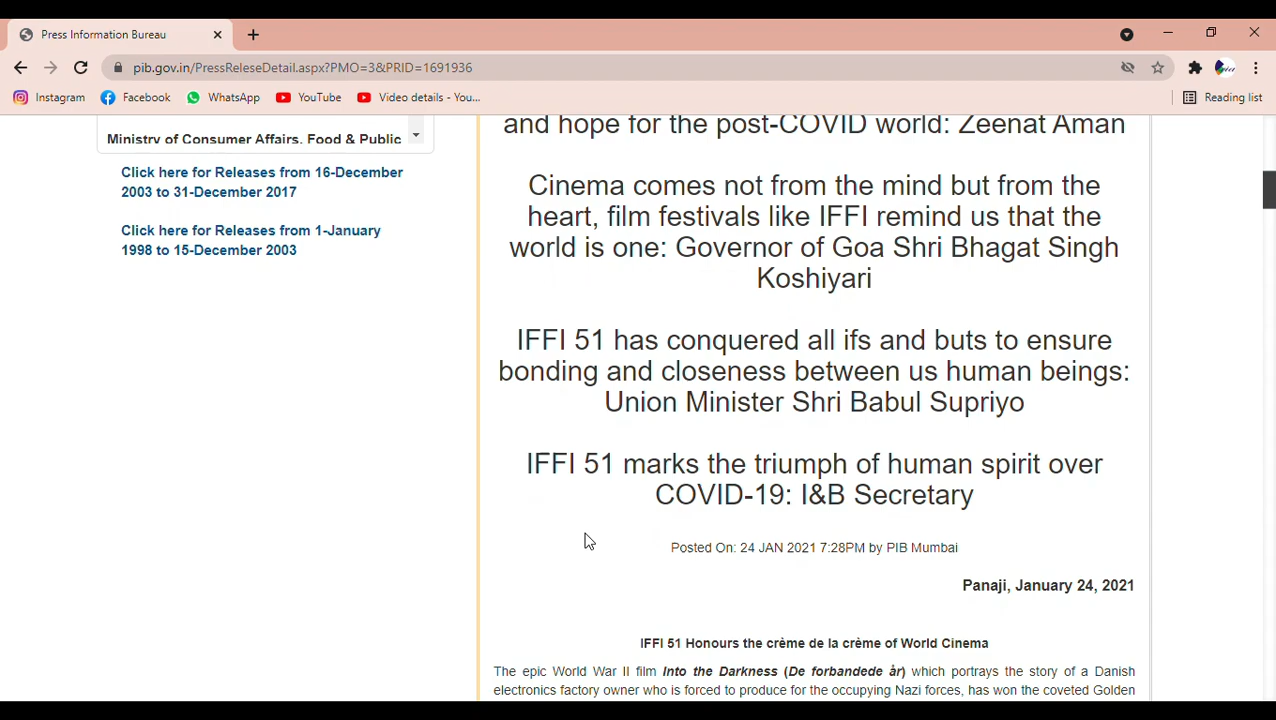 Press Information Bureau
pib.gov.in/PressReleseDetail.aspx?PMO=3&PRID=1691936
Instagram
Facebook
WhatsApp
YouTube
Video details - You...
Reading list
Ministry of Consumer Affairs, Food & Public
Click here for Releases from 16-December
2003 to 31-December 2017
Click here for Releases from 1-January
1998 to 15-December 2003
and hope for the post-COVID world: Zeenat Aman
Cinema comes not from the mind but from the
heart, film festivals like IFFI remind us that the
world is one: Governor of Goa Shri Bhagat Singh
Koshiyari
IFFI 51 has conquered all ifs and buts to ensure
bonding and closeness between us human beings:
Union Minister Shri Babul Supriyo
IFFI 51 marks the triumph of human spirit over
COVID-19: I&B Secretary
Posted On: 24 JAN 2021 7:28PM by PIB Mumbai
Panaji, January 24, 2021
IFFI 51 Honours the crème de la crème of World Cinema
The epic World War II film Into the Darkness (De forbandede år) which portrays the story of a Danish
electronics factory owner who is forced to produce for the occupying Nazi forces, has won the coveted Golden